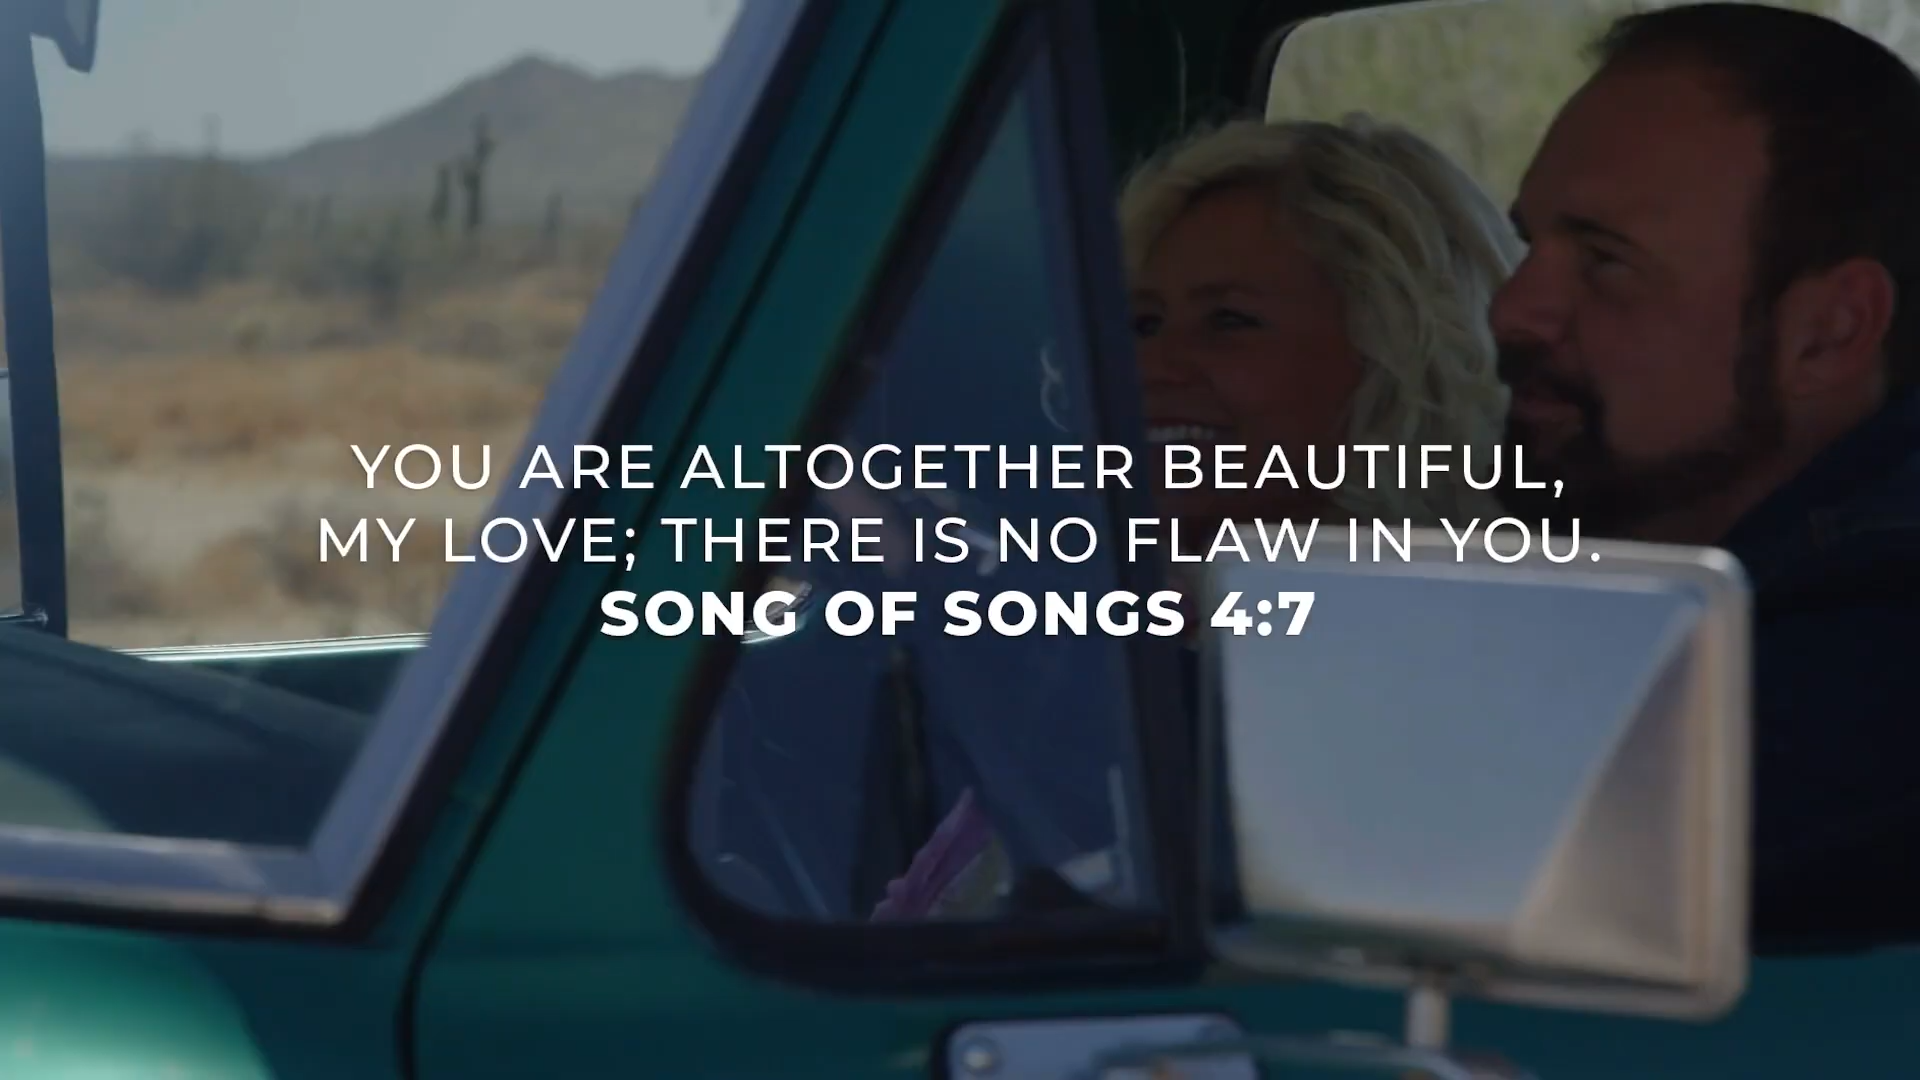 YOU ARE ALTOGETHER BEAUTIFUL,
MY LOVE; THERE IS NO FLAW IN YOU.
SONG OF SONGS 4:7